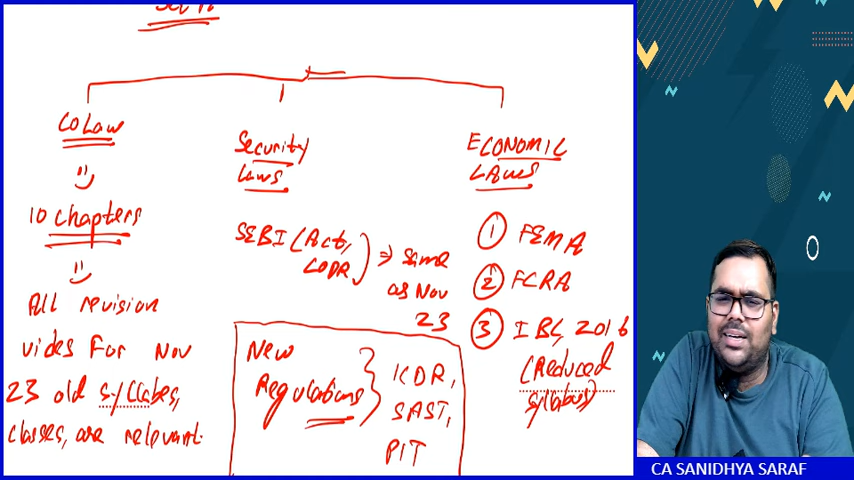 Co Law
10 chapters
All revision
vides For Nov
23 old syllabes,
classes, are relevant.
Security
Laws
SEBI (Act,
LODR)
⇒ same
as Nov
23
New
Regulations
ICDR,
SAST,
PIT
ECONOMIC
LAws
① FEMA
② FCRA
③ IBC, 2016
(Reduced
syllabus)
CA SANIDHYA SARAF